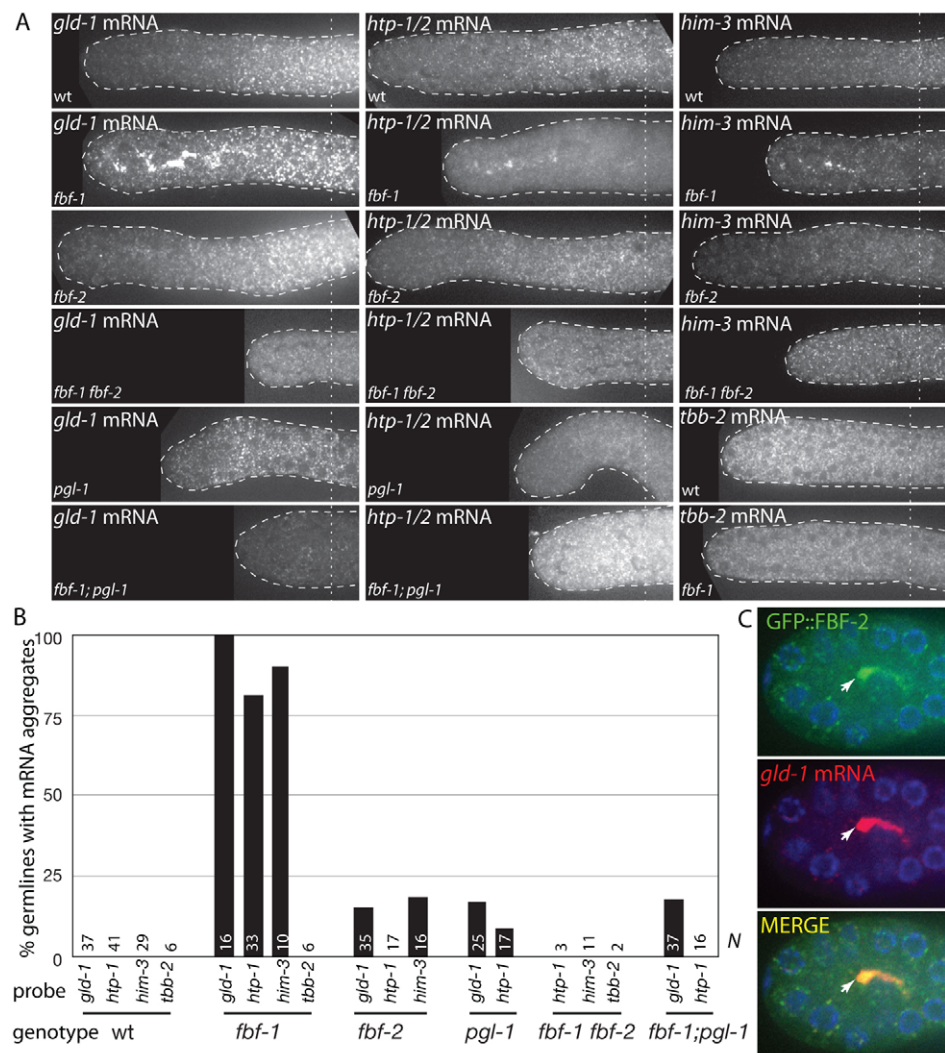 A
gld-1 mRNA
wt
htp-1/2 mRNA
wt
him-3 mRNA
wt
gld-1 mRNA
fbf-1
htp-1/2 mRNA
fbf-1
him-3 mRNA
fbf-1
gld-1 mRNA
fbf-2
htp-1/2 mRNA
fbf-2
him-3 mRNA
fbf-2
gld-1 mRNA
fbf-1 fbf-2
htp-1/2 mRNA
fbf-1 fbf-2
him-3 mRNA
fbf-1 fbf-2
gld-1 mRNA
pgl-1
htp-1/2 mRNA
pgl-1
tbb-2 mRNA
wt
gld-1 mRNA
fbf-1; pgl-1
htp-1/2 mRNA
fbf-1; pgl-1
tbb-2 mRNA
fbf-1
B
% germlines with mRNA aggregates
100
75
50
25
0
37 41 29 6 16 33 10 6 35 17 16 25 17 3 11 2 37 16 N
probe gld-1 htp-1 him-3 tbb-2 gld-1 htp-1 him-3 tbb-2 gld-1 htp-1 him-3 gld-1 htp-1 htp-1 him-3 tbb-2 gld-1 htp-1
genotype wt fbf-1 fbf-2 pgl-1 fbf-1 fbf-2 fbf-1;pgl-1
C
GFP::FBF-2
gld-1 mRNA
MERGE